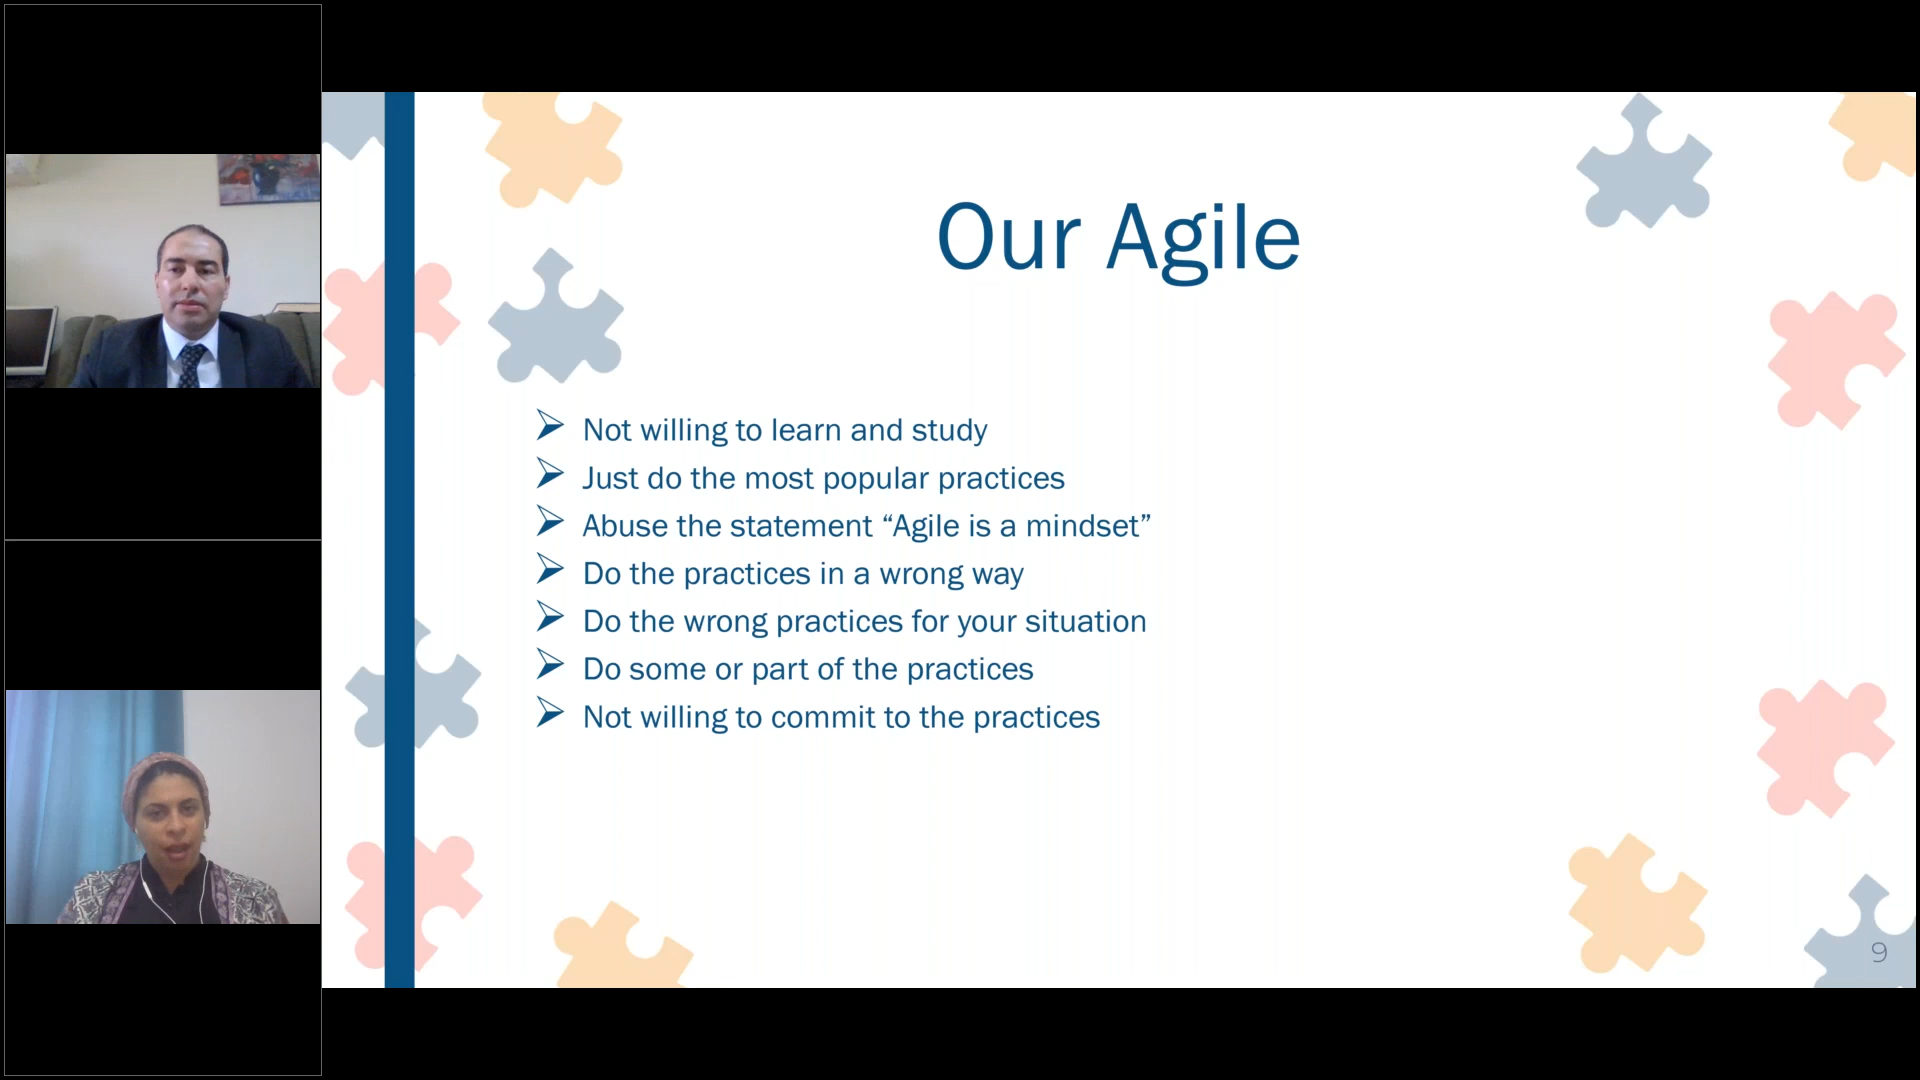 Our Agile
Not willing to learn and study
Just do the most popular practices
Abuse the statement “Agile is a mindset”
Do the practices in a wrong way
Do the wrong practices for your situation
Do some or part of the practices
Not willing to commit to the practices
9